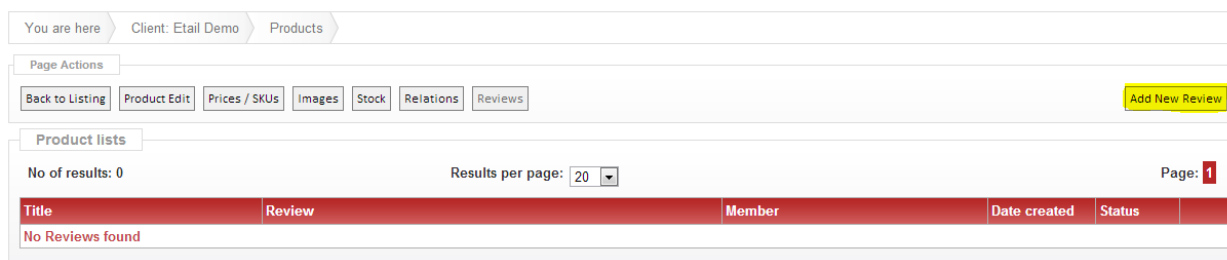 You are here Client: Etail Demo Products
Page Actions
Back to Listing Product Edit Prices / SKUs Images Stock Relations Reviews Add New Review
Product lists
No of results: 0 Results per page: 20 Page: 1
Title Review Member Date created Status
No Reviews found